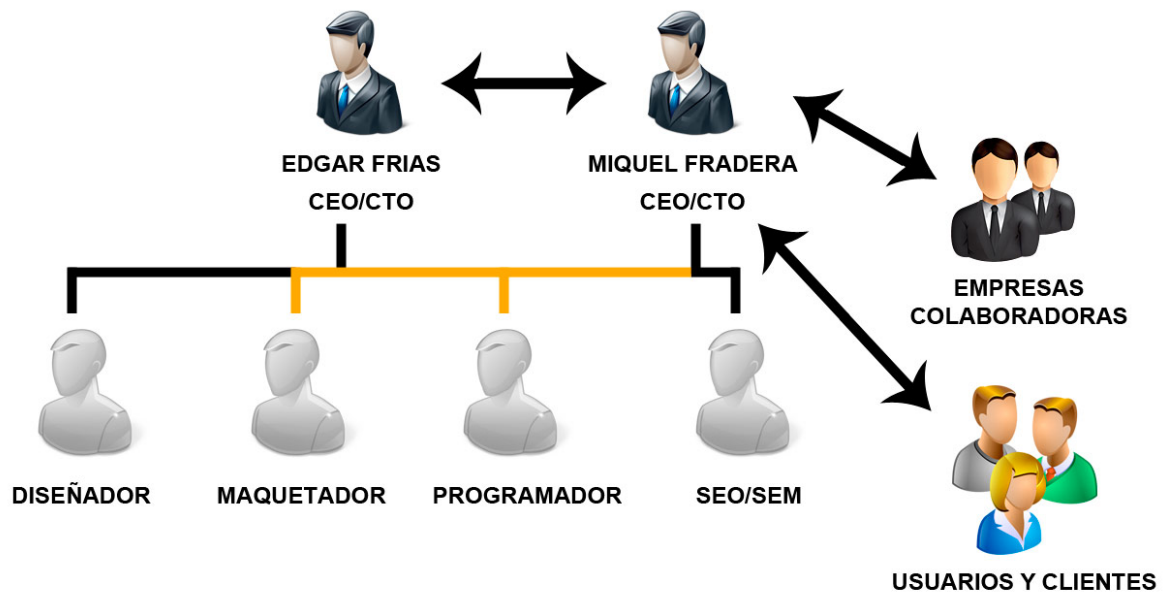 EDGAR FRIAS
CEO/CTO
MIQUEL FRADERA
CEO/CTO
EMPRESAS
COLABORADORAS
DISEÑADOR
MAQUETADOR
PROGRAMADOR
SEO/SEM
USUARIOS Y CLIENTES